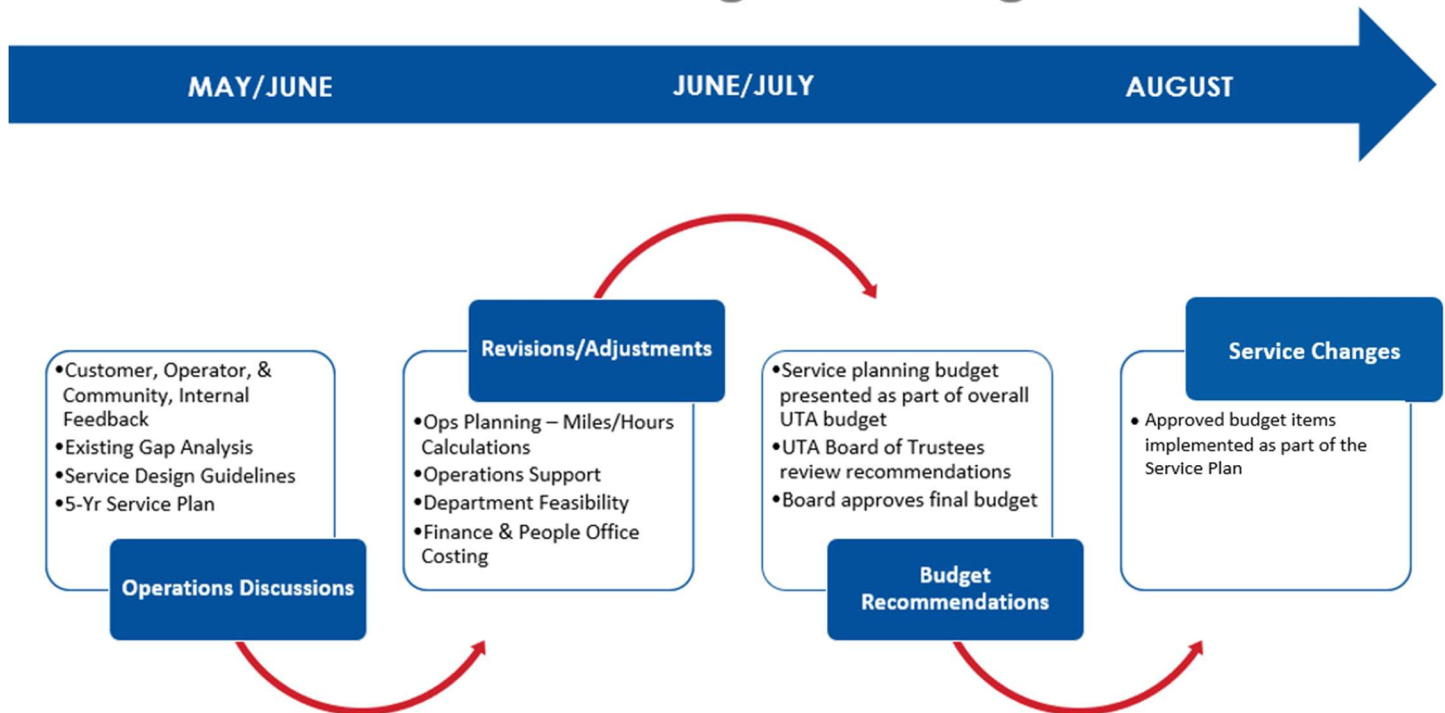 MAY/JUNE
JUNE/JULY
AUGUST
•Customer, Operator, &
Community, Internal
Feedback
•Existing Gap Analysis
•Service Design Guidelines
•5-Yr Service Plan
Operations Discussions
Revisions/Adjustments
•Ops Planning – Miles/Hours
Calculations
•Operations Support
•Department Feasibility
•Finance & People Office
Costing
•Service planning budget
presented as part of overall
UTA budget
•UTA Board of Trustees
review recommendations
•Board approves final budget
Budget
Recommendations
Service Changes
• Approved budget items
implemented as part of the
Service Plan